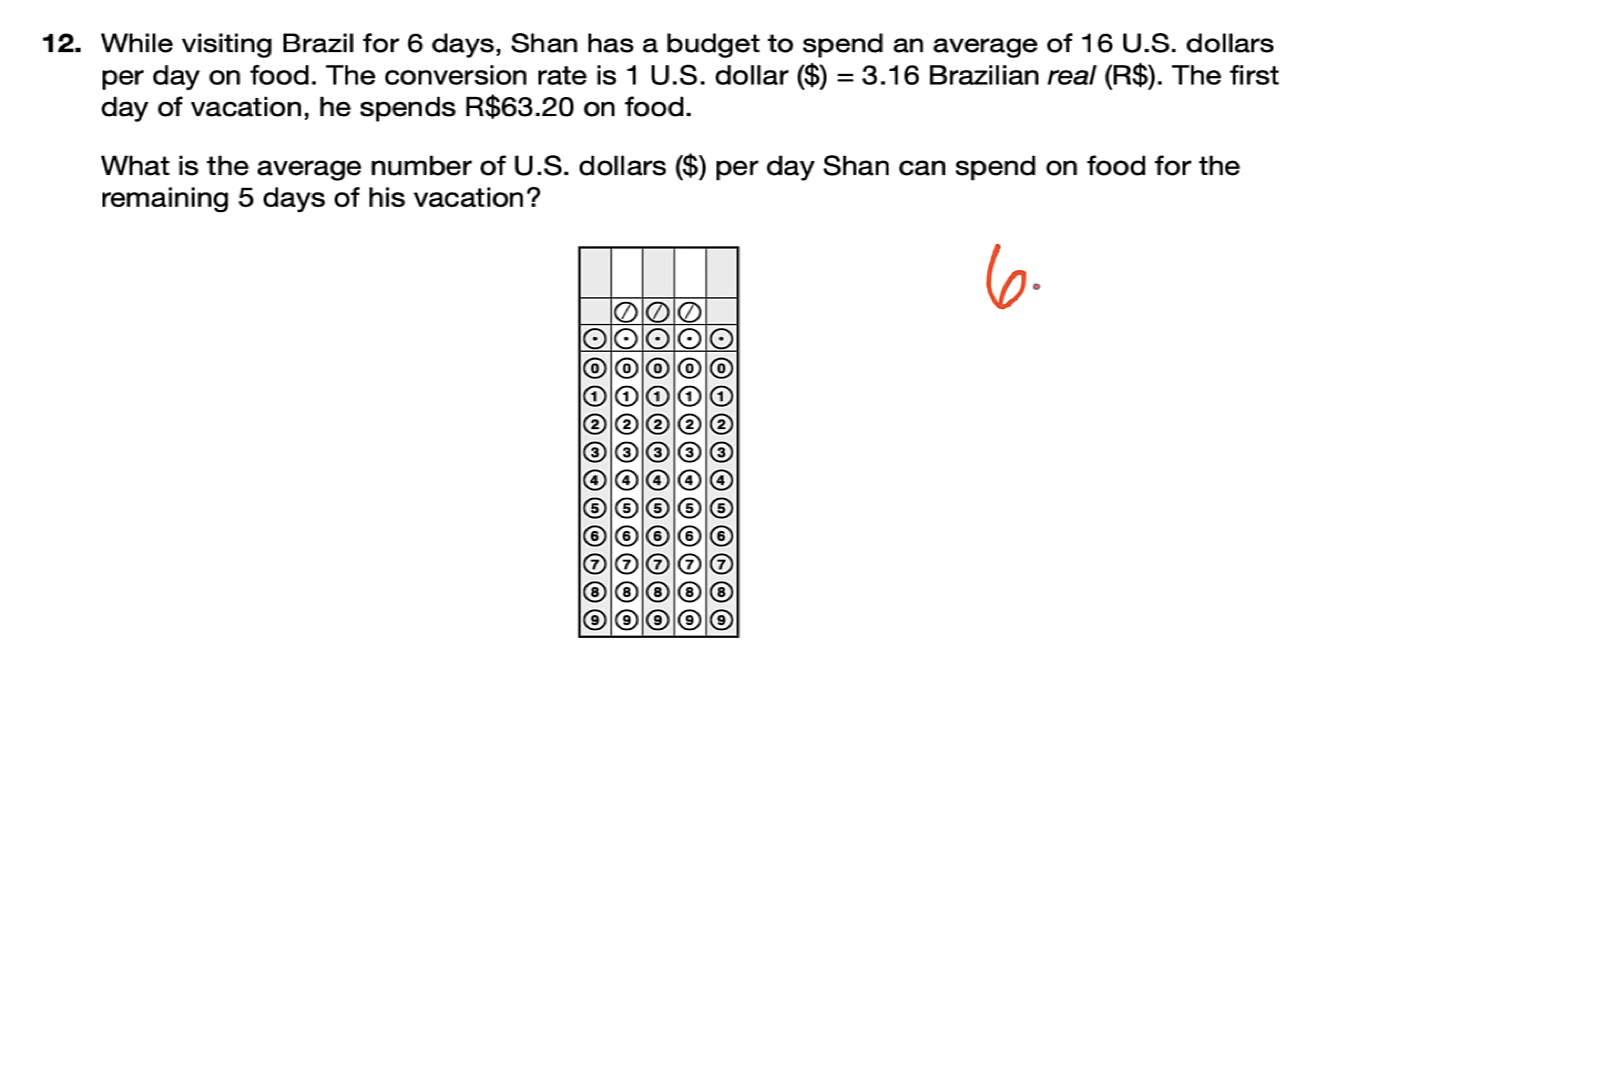 12. While visiting Brazil for 6 days, Shan has a budget to spend an average of 16 U.S. dollars
per day on food. The conversion rate is 1 U.S. dollar ($) = 3.16 Brazilian real (R$). The first
day of vacation, he spends R$63.20 on food.
What is the average number of U.S. dollars ($) per day Shan can spend on food for the
remaining 5 days of his vacation?
6.
/ / /
. . . . .
0 0 0 0 0
1 1 1 1 1
2 2 2 2 2
3 3 3 3 3
4 4 4 4 4
5 5 5 5 5
6 6 6 6 6
7 7 7 7 7
8 8 8 8 8
9 9 9 9 9